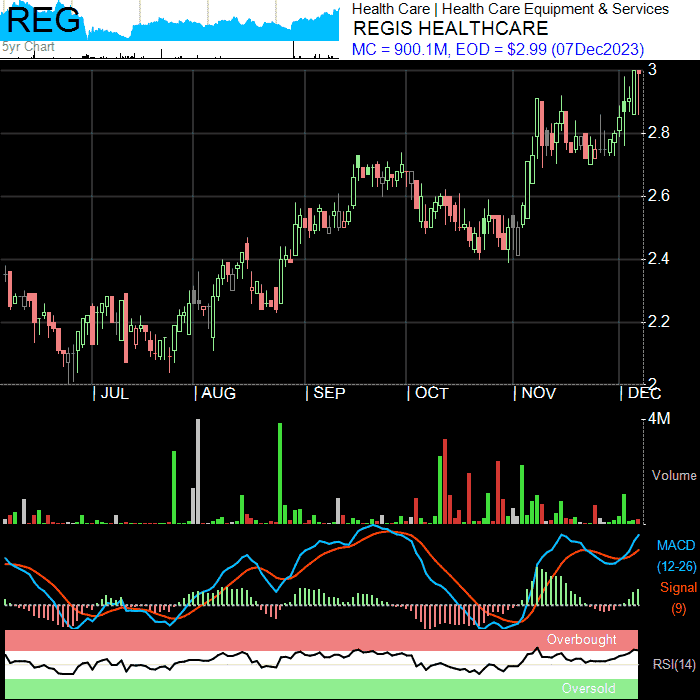 REG
5yr Chart
Health Care | Health Care Equipment & Services
REGIS HEALTHCARE
MC = 900.1M, EOD = $2.99 (07Dec2023)
3
2.8
2.6
2.4
2.2
2
JUL
AUG
SEP
OCT
NOV
DEC
4M
Volume
MACD
(12-26)
Signal
(9)
Overbought
RSI(14)
Oversold